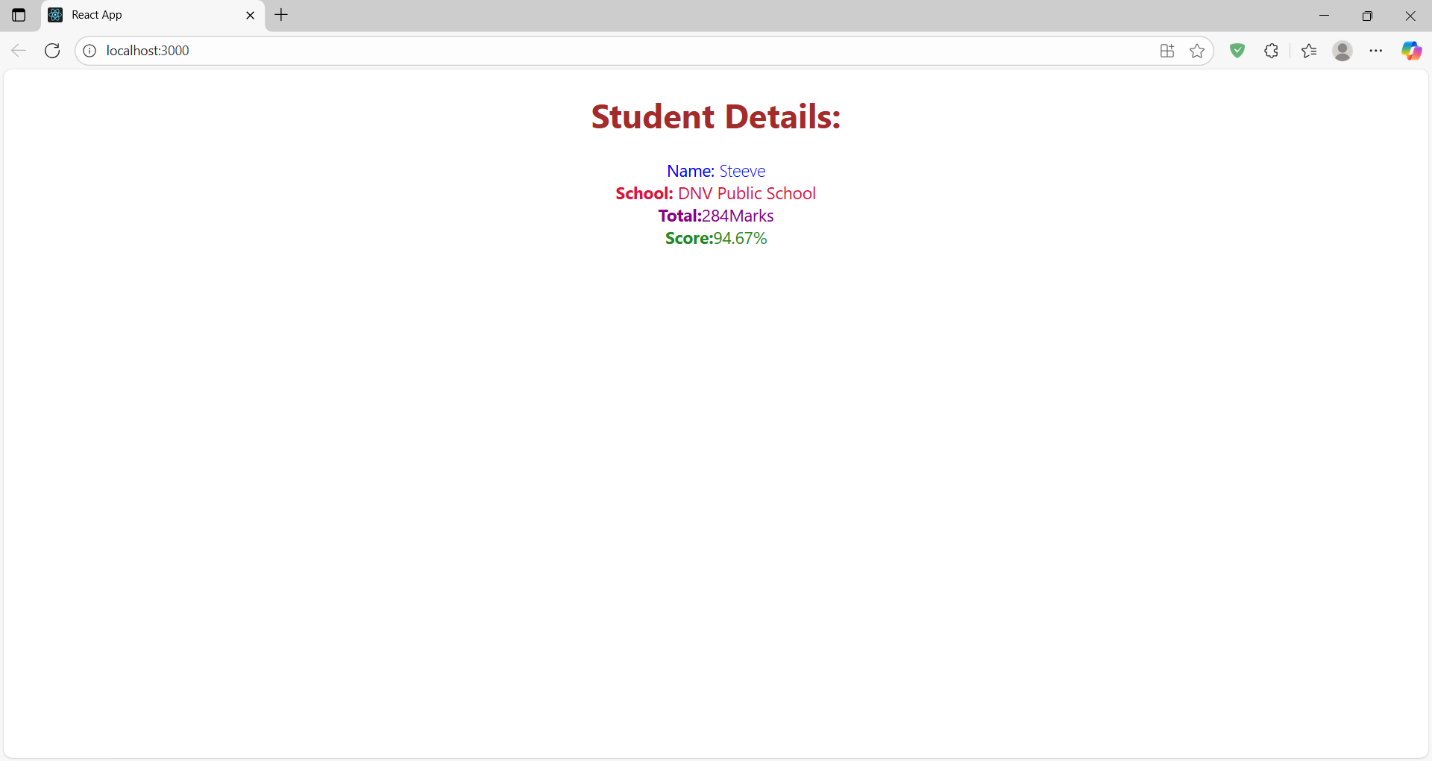 React App
localhost:3000
Student Details:
Name: Steeve
School: DNV Public School
Total:284Marks
Score:94.67%